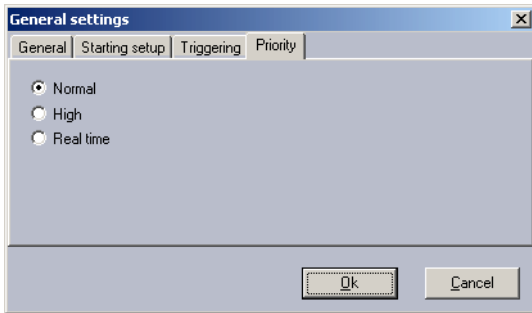 General settings
General Starting setup Triggering Priority
Normal
High
Real time
Ok Cancel